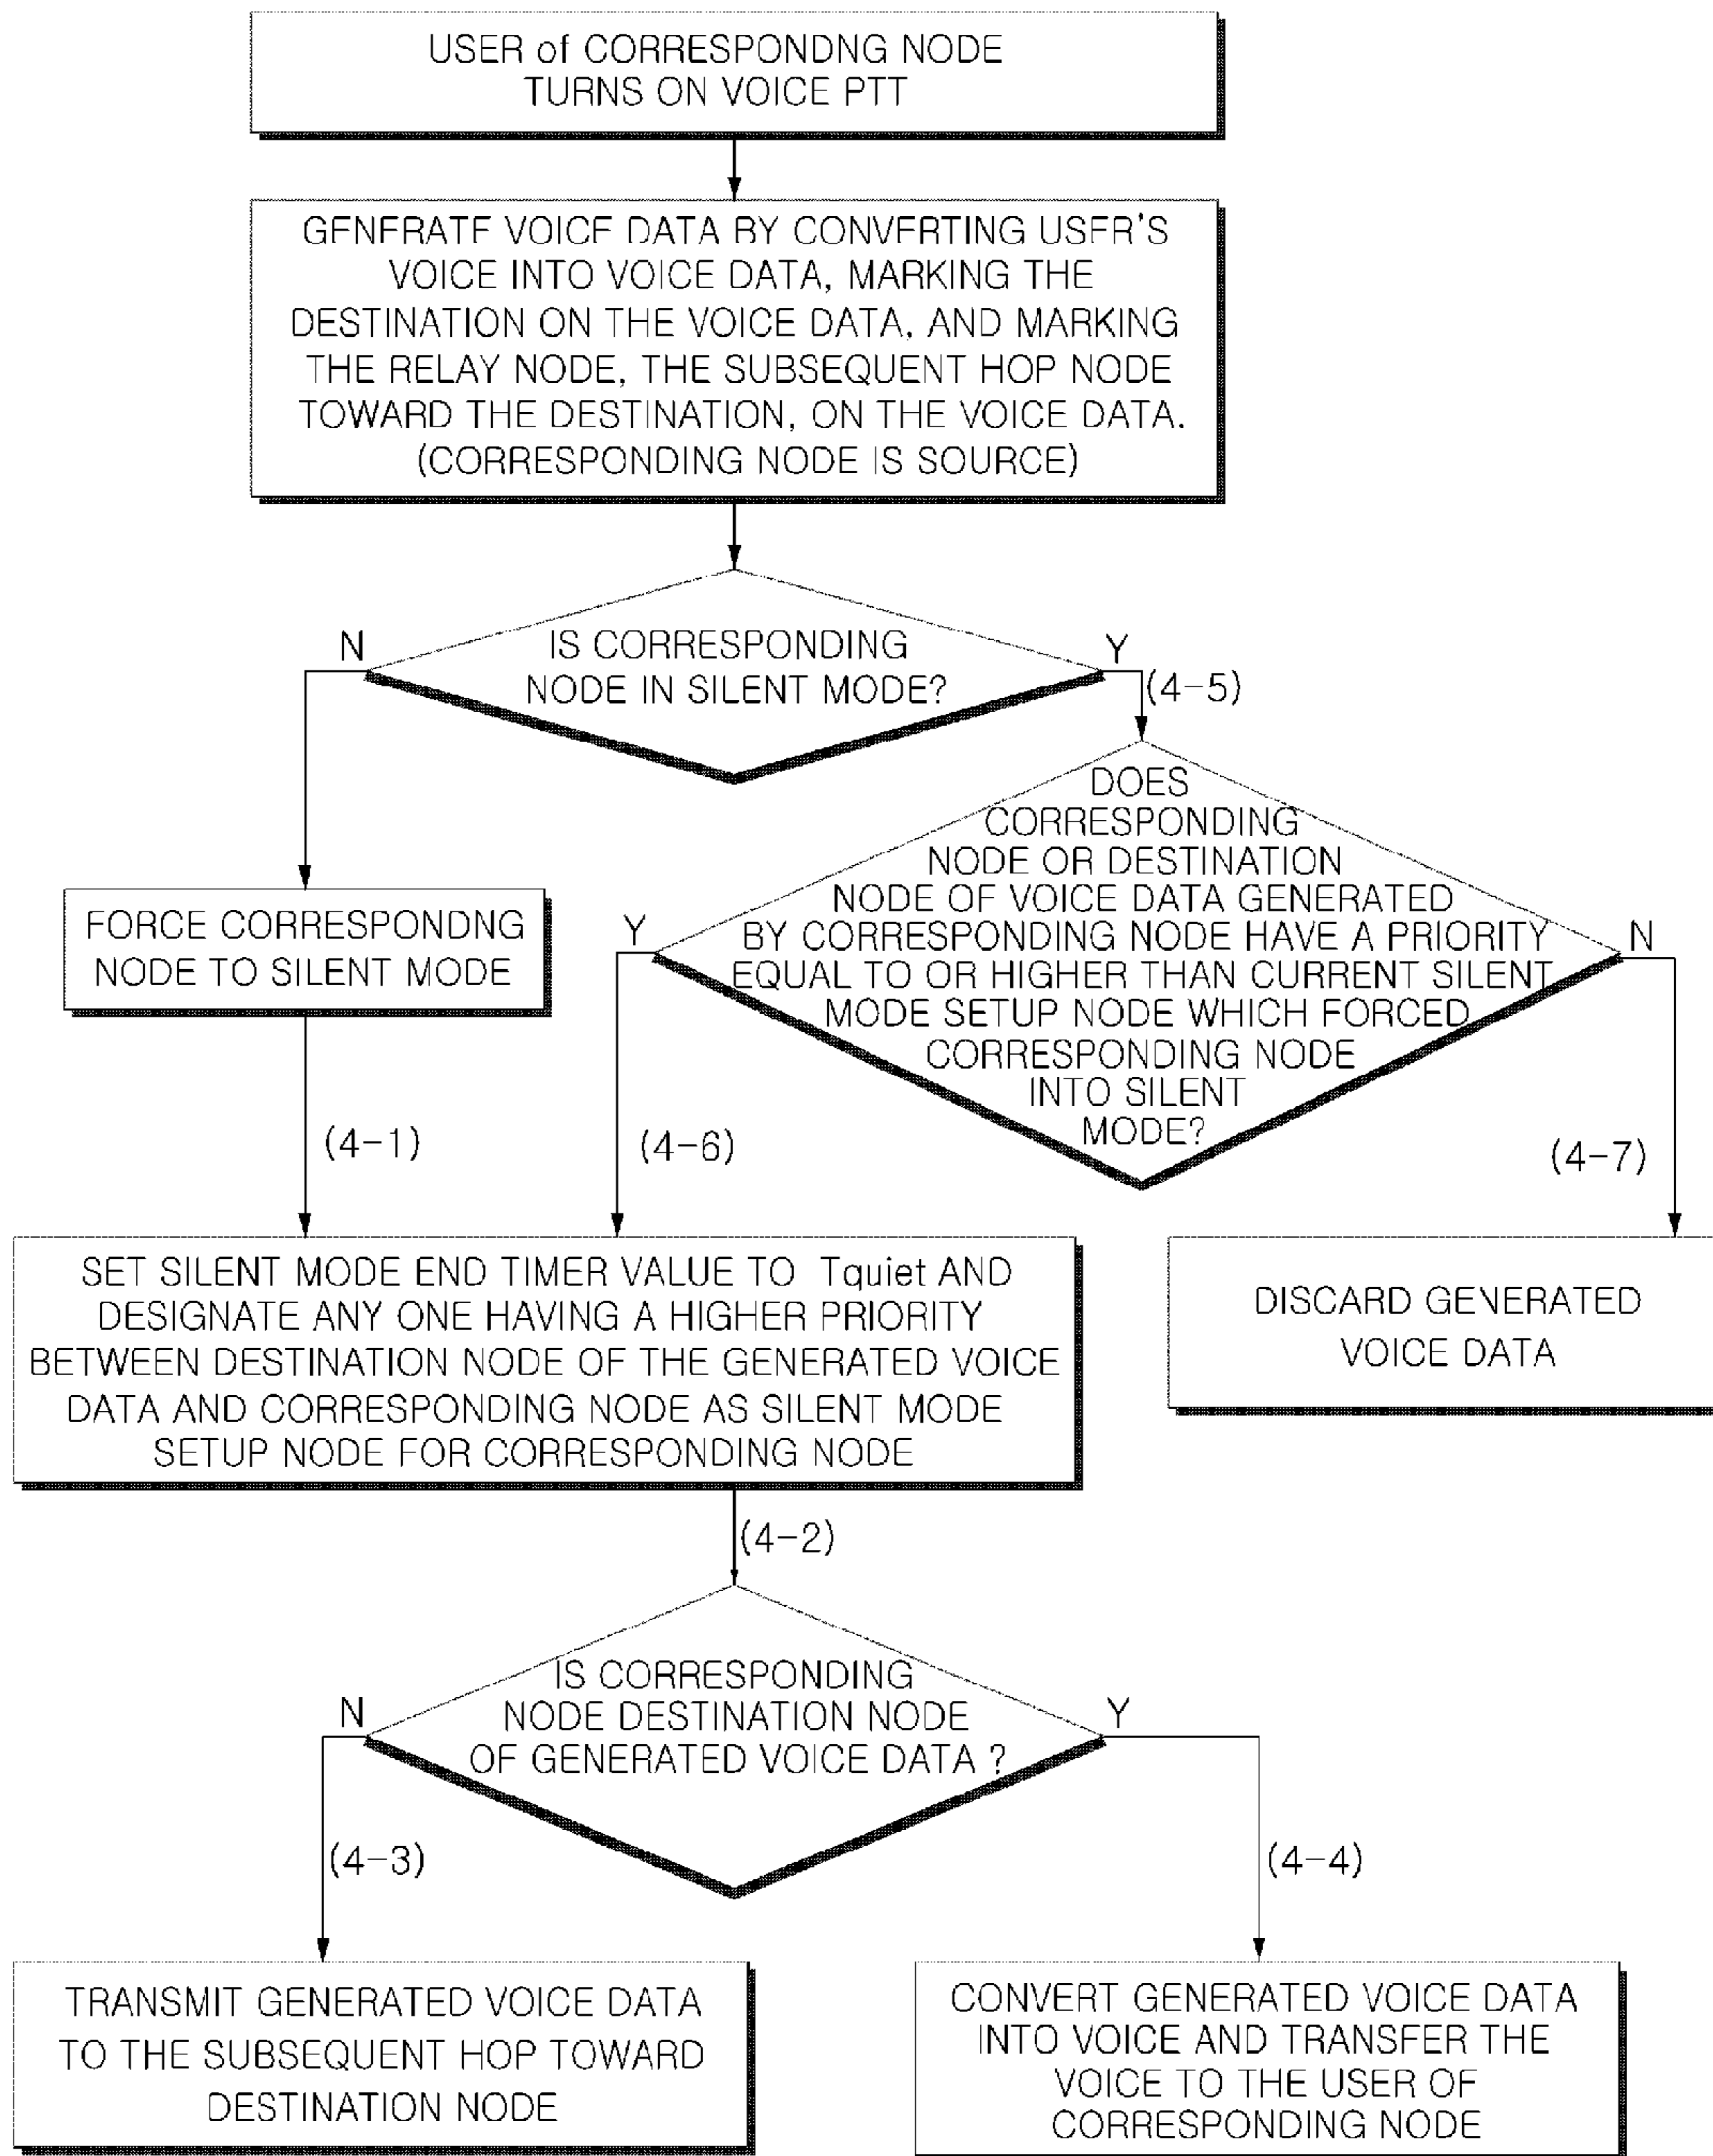 USER of CORRESPONDNG NODE
TURNS ON VOICE PTT
GENERATE VOICE DATA BY CONVERTING USER'S
VOICE INTO VOICE DATA, MARKING THE
DESTINATION ON THE VOICE DATA, AND MARKING
THE RELAY NODE, THE SUBSEQUENT HOP NODE
TOWARD THE DESTINATION, ON THE VOICE DATA.
(CORRESPONDING NODE IS SOURCE)
N
IS CORRESPONDING
NODE IN SILENT MODE?
Y
(4-5)
FORCE CORRESPONDNG
NODE TO SILENT MODE
Y
DOES
CORRESPONDING
NODE OR DESTINATION
NODE OF VOICE DATA GENERATED
BY CORRESPONDING NODE HAVE A PRIORITY
EQUAL TO OR HIGHER THAN CURRENT SILENT
MODE SETUP NODE WHICH FORCED
CORRESPONDING NODE
INTO SILENT
MODE?
N
(4-1)
(4-6)
(4-7)
SET SILENT MODE END TIMER VALUE TO Tquiet AND
DESIGNATE ANY ONE HAVING A HIGHER PRIORITY
BETWEEN DESTINATION NODE OF THE GENERATED VOICE
DATA AND CORRESPONDING NODE AS SILENT MODE
SETUP NODE FOR CORRESPONDING NODE
DISCARD GENERATED
VOICE DATA
(4-2)
N
IS CORRESPONDING
NODE DESTINATION NODE
OF GENERATED VOICE DATA ?
Y
(4-3)
(4-4)
TRANSMIT GENERATED VOICE DATA
TO THE SUBSEQUENT HOP TOWARD
DESTINATION NODE
CONVERT GENERATED VOICE DATA
INTO VOICE AND TRANSFER THE
VOICE TO THE USER OF
CORRESPONDING NODE